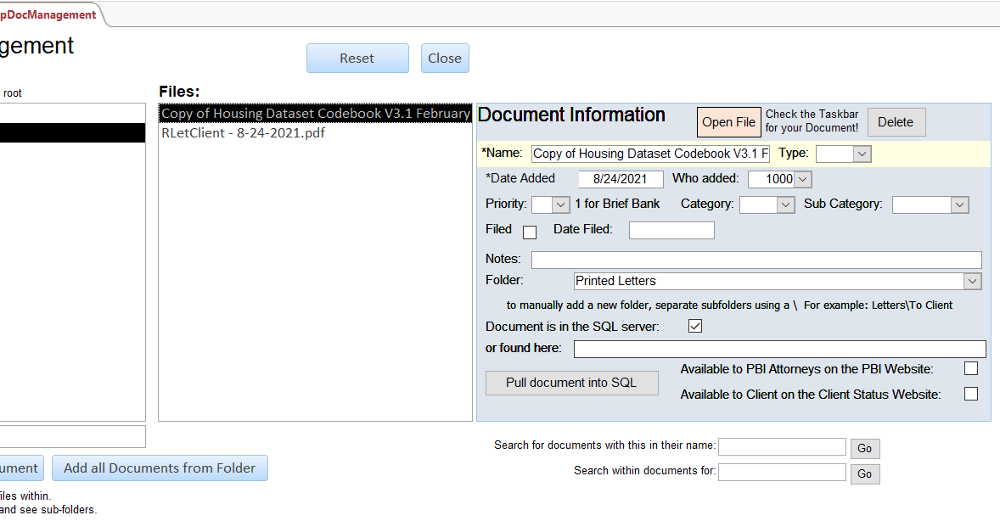 pDocManagement
gement
Reset
Close
root
Files:
Copy of Housing Dataset Codebook V3.1 February
RLetClient - 8-24-2021.pdf
Document Information
Open File
Check the Taskbar
for your Document!
Delete
*Name: Copy of Housing Dataset Codebook V3.1 F Type:
*Date Added 8/24/2021 Who added: 1000
Priority: 1 for Brief Bank Category: Sub Category:
Filed Date Filed:
Notes:
Folder: Printed Letters
to manually add a new folder, separate subfolders using a \ For example: Letters\To Client
Document is in the SQL server:
or found here:
Pull document into SQL
Available to PBI Attorneys on the PBI Website:
Available to Client on the Client Status Website:
Search for documents with this in their name: Go
Search within documents for: Go
ument
Add all Documents from Folder
iles within.
and see sub-folders.